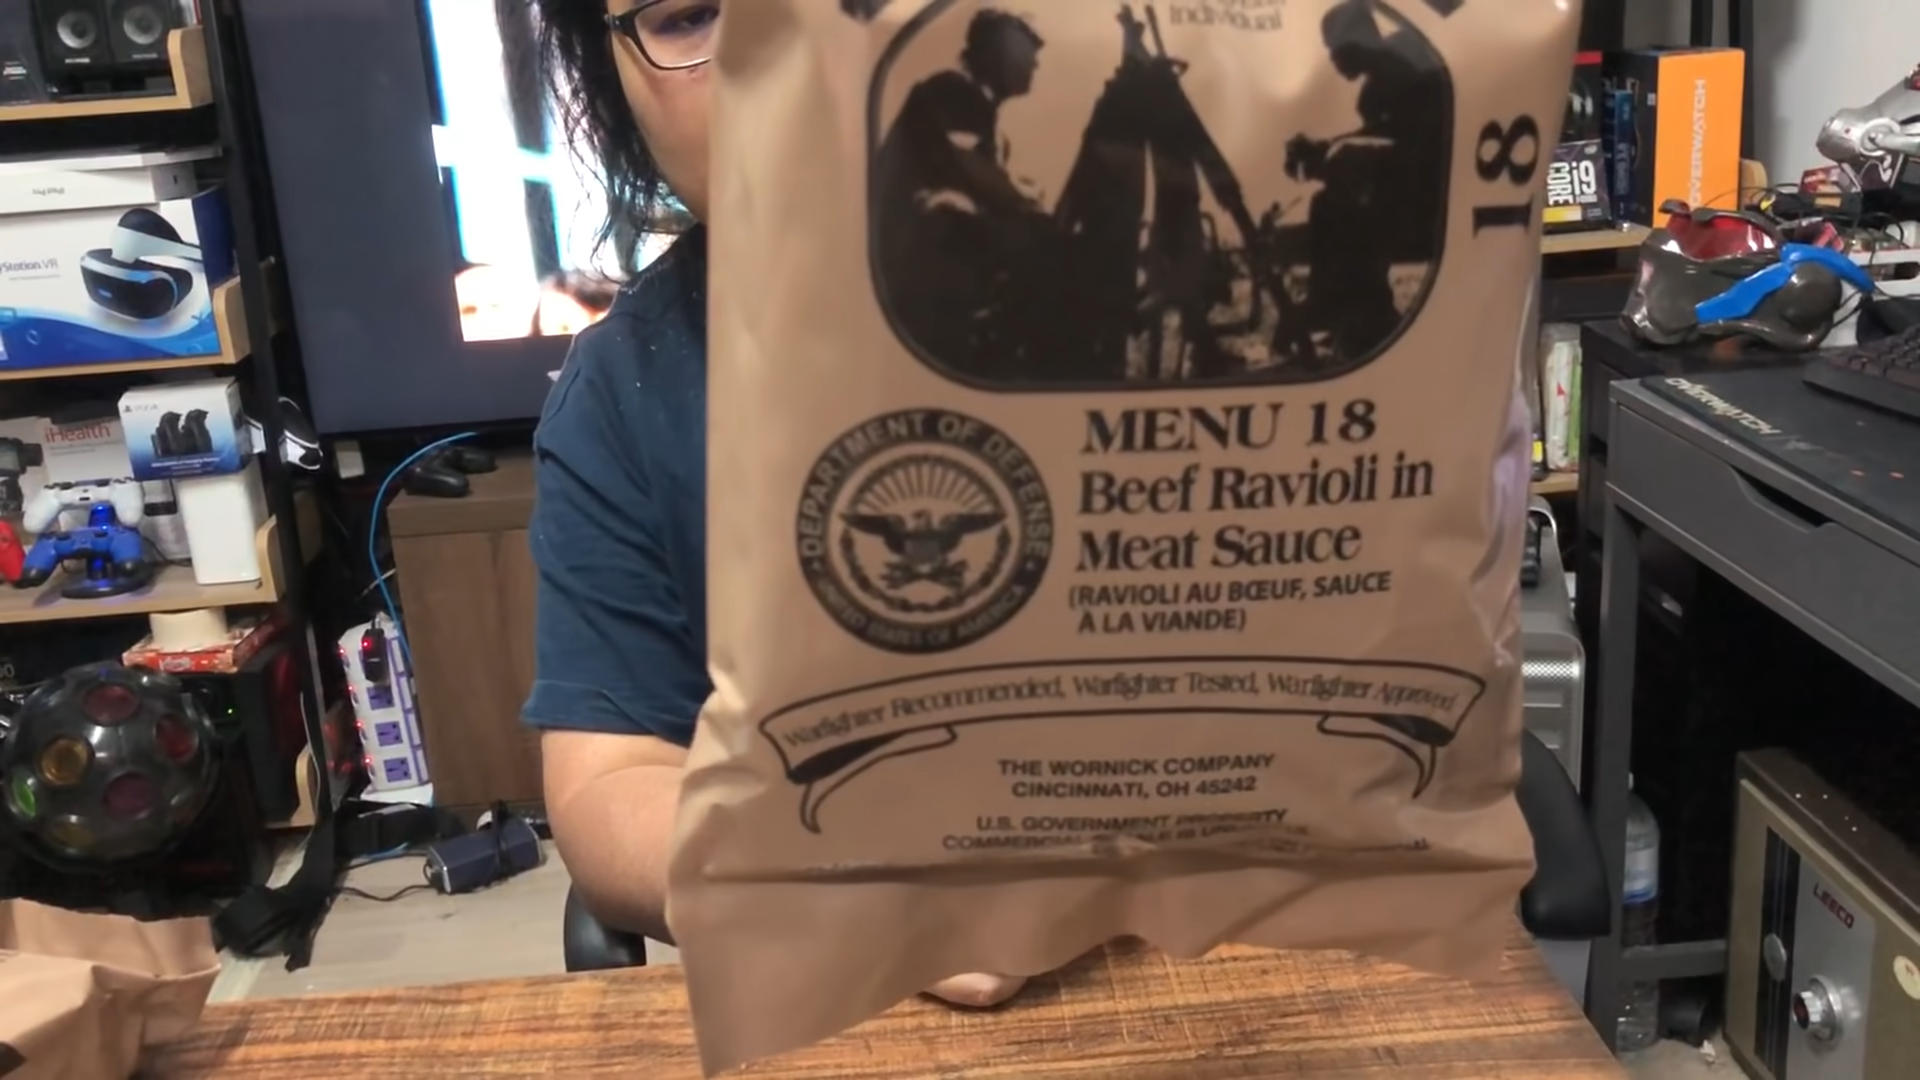 Individual
18
MENU 18
Beef Ravioli in
Meat Sauce
(RAVIOLI AU BŒUF, SAUCE
À LA VIANDE)
DEPARTMENT OF DEFENSE
UNITED STATES OF AMERICA
Warfighter Recommended, Warfighter Tested, Warfighter Approved
THE WORNICK COMPANY
CINCINNATI, OH 45242
U.S. GOVERNMENT PROPERTY
COMMERCIAL
iHealth
PS4
CORE i9
OVERWATCH
OVERWATCH
LEECO